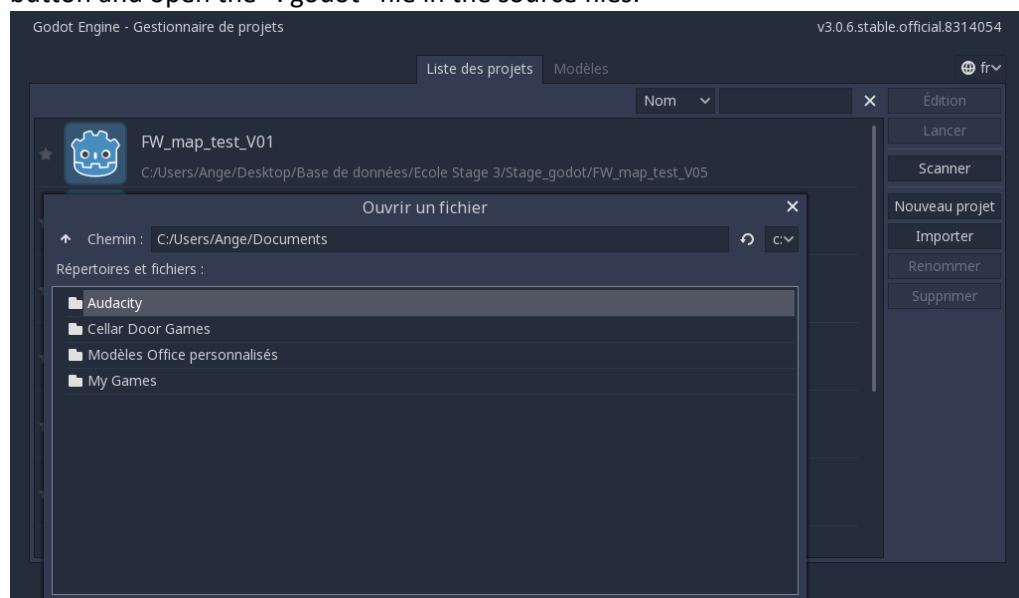 button and open the ". godot" file in the source files.
Godot Engine - Gestionnaire de projets
v3.0.6.stable.official.8314054
Liste des projets Modèles
fr
Nom
Édition
Lancer
FW_map_test_V01
C:/Users/Ange/Desktop/Base de données/Ecole Stage 3/Stage_godot/FW_map_test_V05
Scanner
Ouvrir un fichier
Nouveau projet
Chemin : C:/Users/Ange/Documents
c:
Importer
Répertoires et fichiers :
Renommer
Supprimer
Audacity
Cellar Door Games
Modèles Office personnalisés
My Games